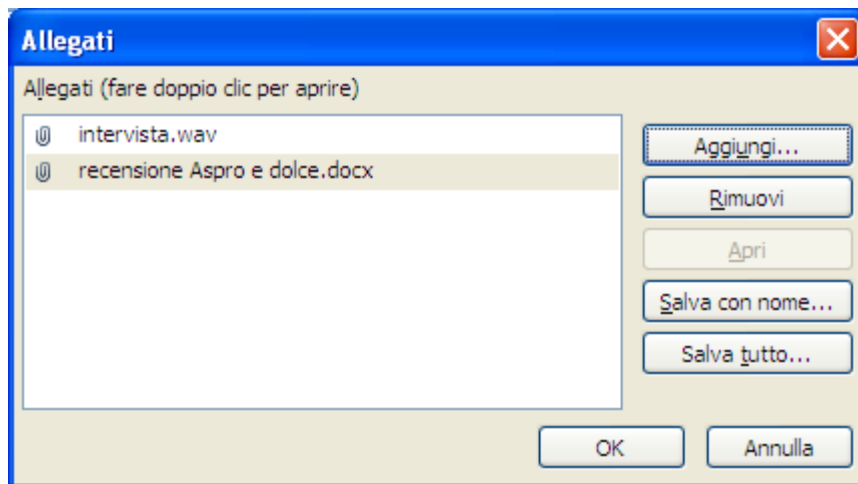 Allegati
Allegati (fare doppio clic per aprire)
intervista.wav
recensione Aspro e dolce.docx
Aggiungi...
Rimuovi
Apri
Salva con nome...
Salva tutto...
OK
Annulla